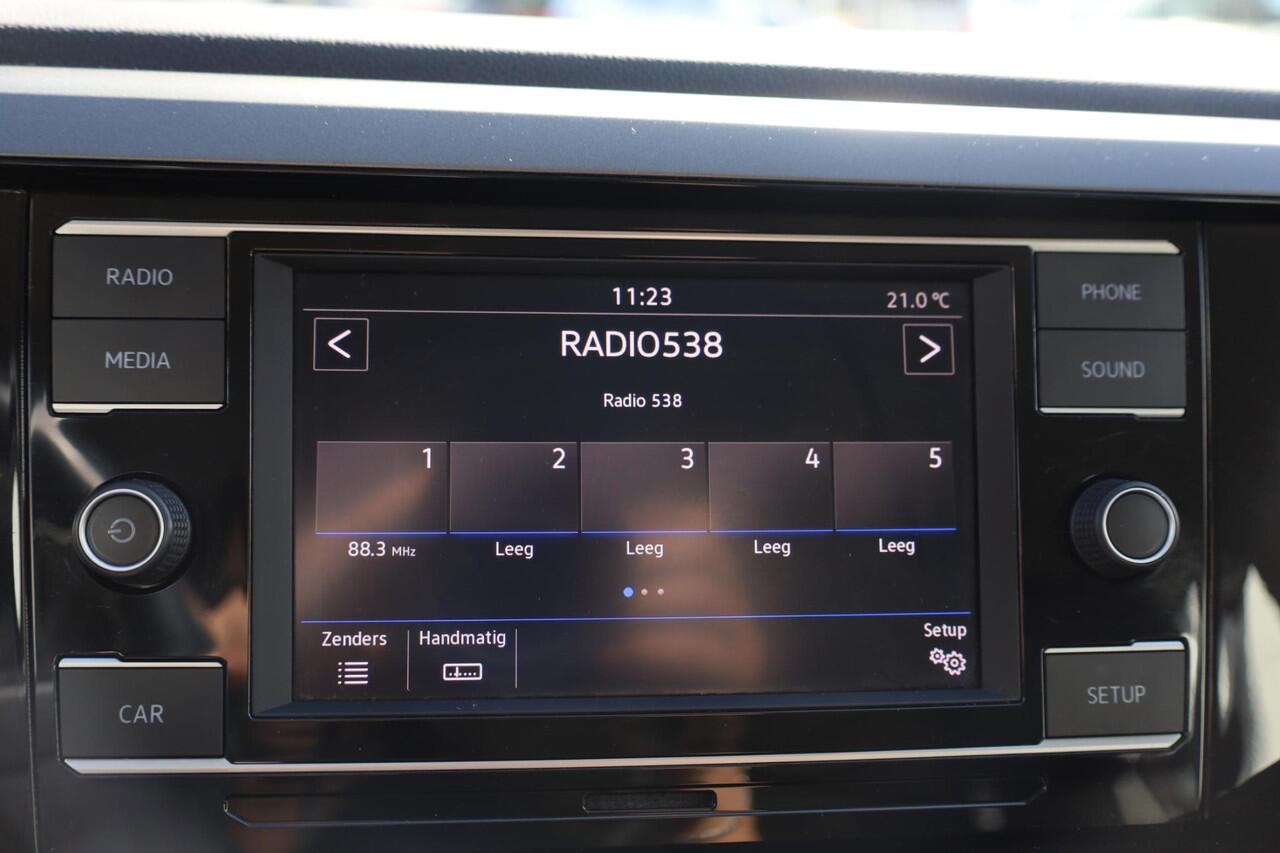 RADIO
MEDIA
CAR
11:23
21.0 °C
<
RADIO538
>
Radio 538
1
2
3
4
5
88.3 MHz
Leeg
Leeg
Leeg
Leeg
Zenders
Handmatig
Setup
PHONE
SOUND
SETUP